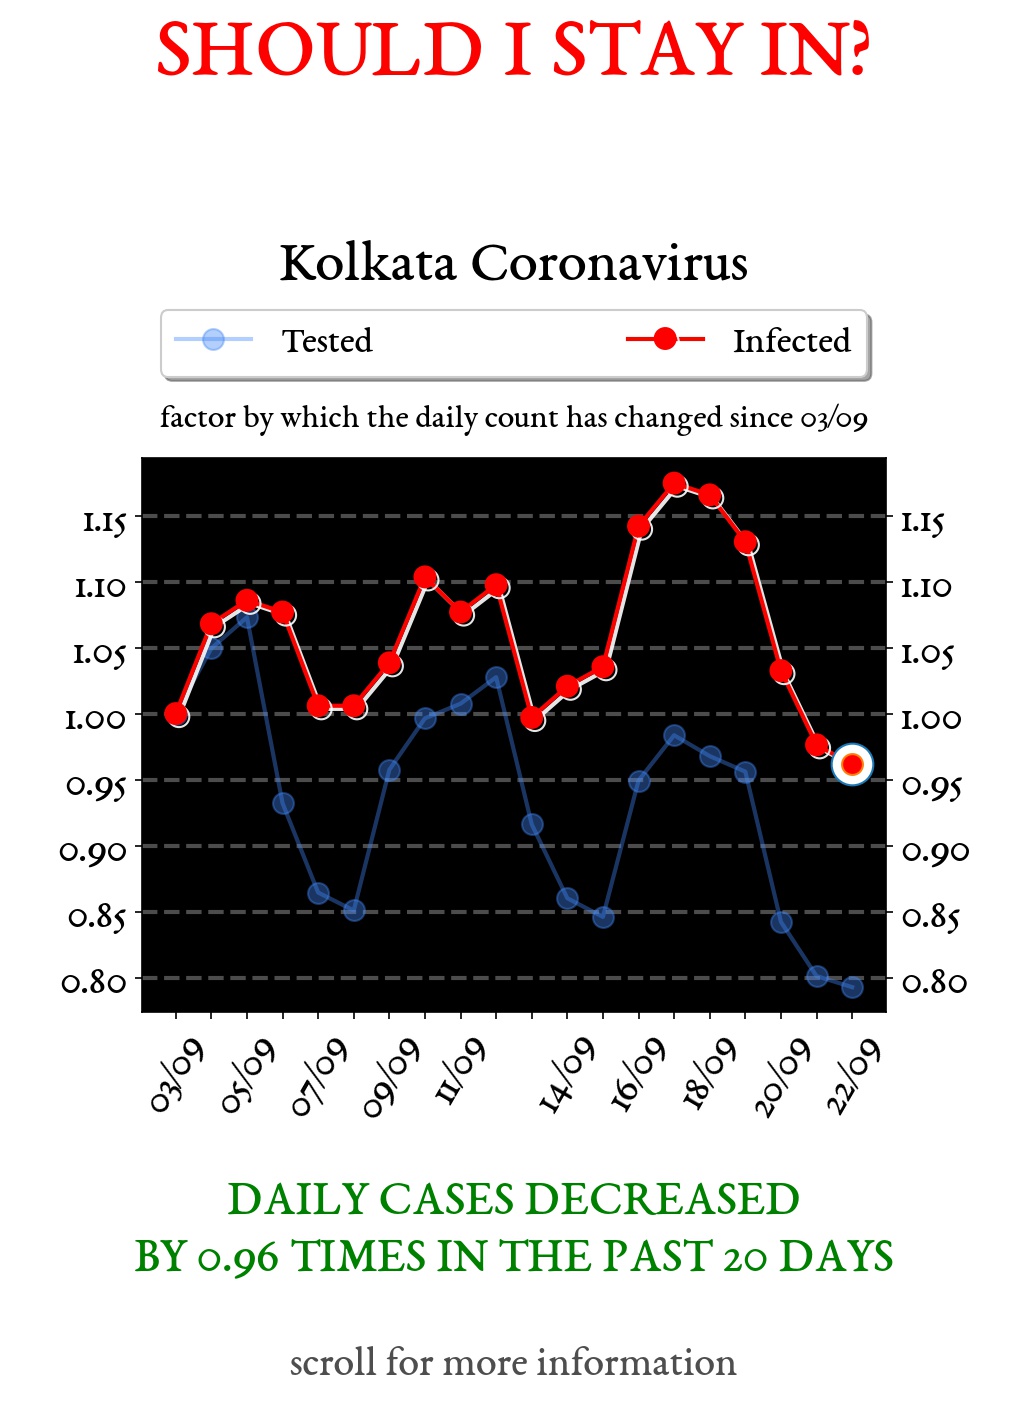 SHOULD I STAY IN?
Kolkata Coronavirus
Tested Infected
factor by which the daily count has changed since 03/09
1.15 1.15
1.10 1.10
1.05 1.05
1.00 1.00
0.95 0.95
0.90 0.90
0.85 0.85
0.80 0.80
03/09 05/09 07/09 09/09 11/09 14/09 16/09 18/09 20/09 22/09
DAILY CASES DECREASED
BY 0.96 TIMES IN THE PAST 20 DAYS
scroll for more information